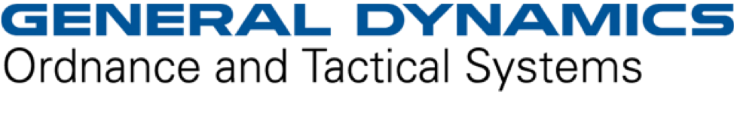 GENERAL DYNAMICS
Ordnance and Tactical Systems